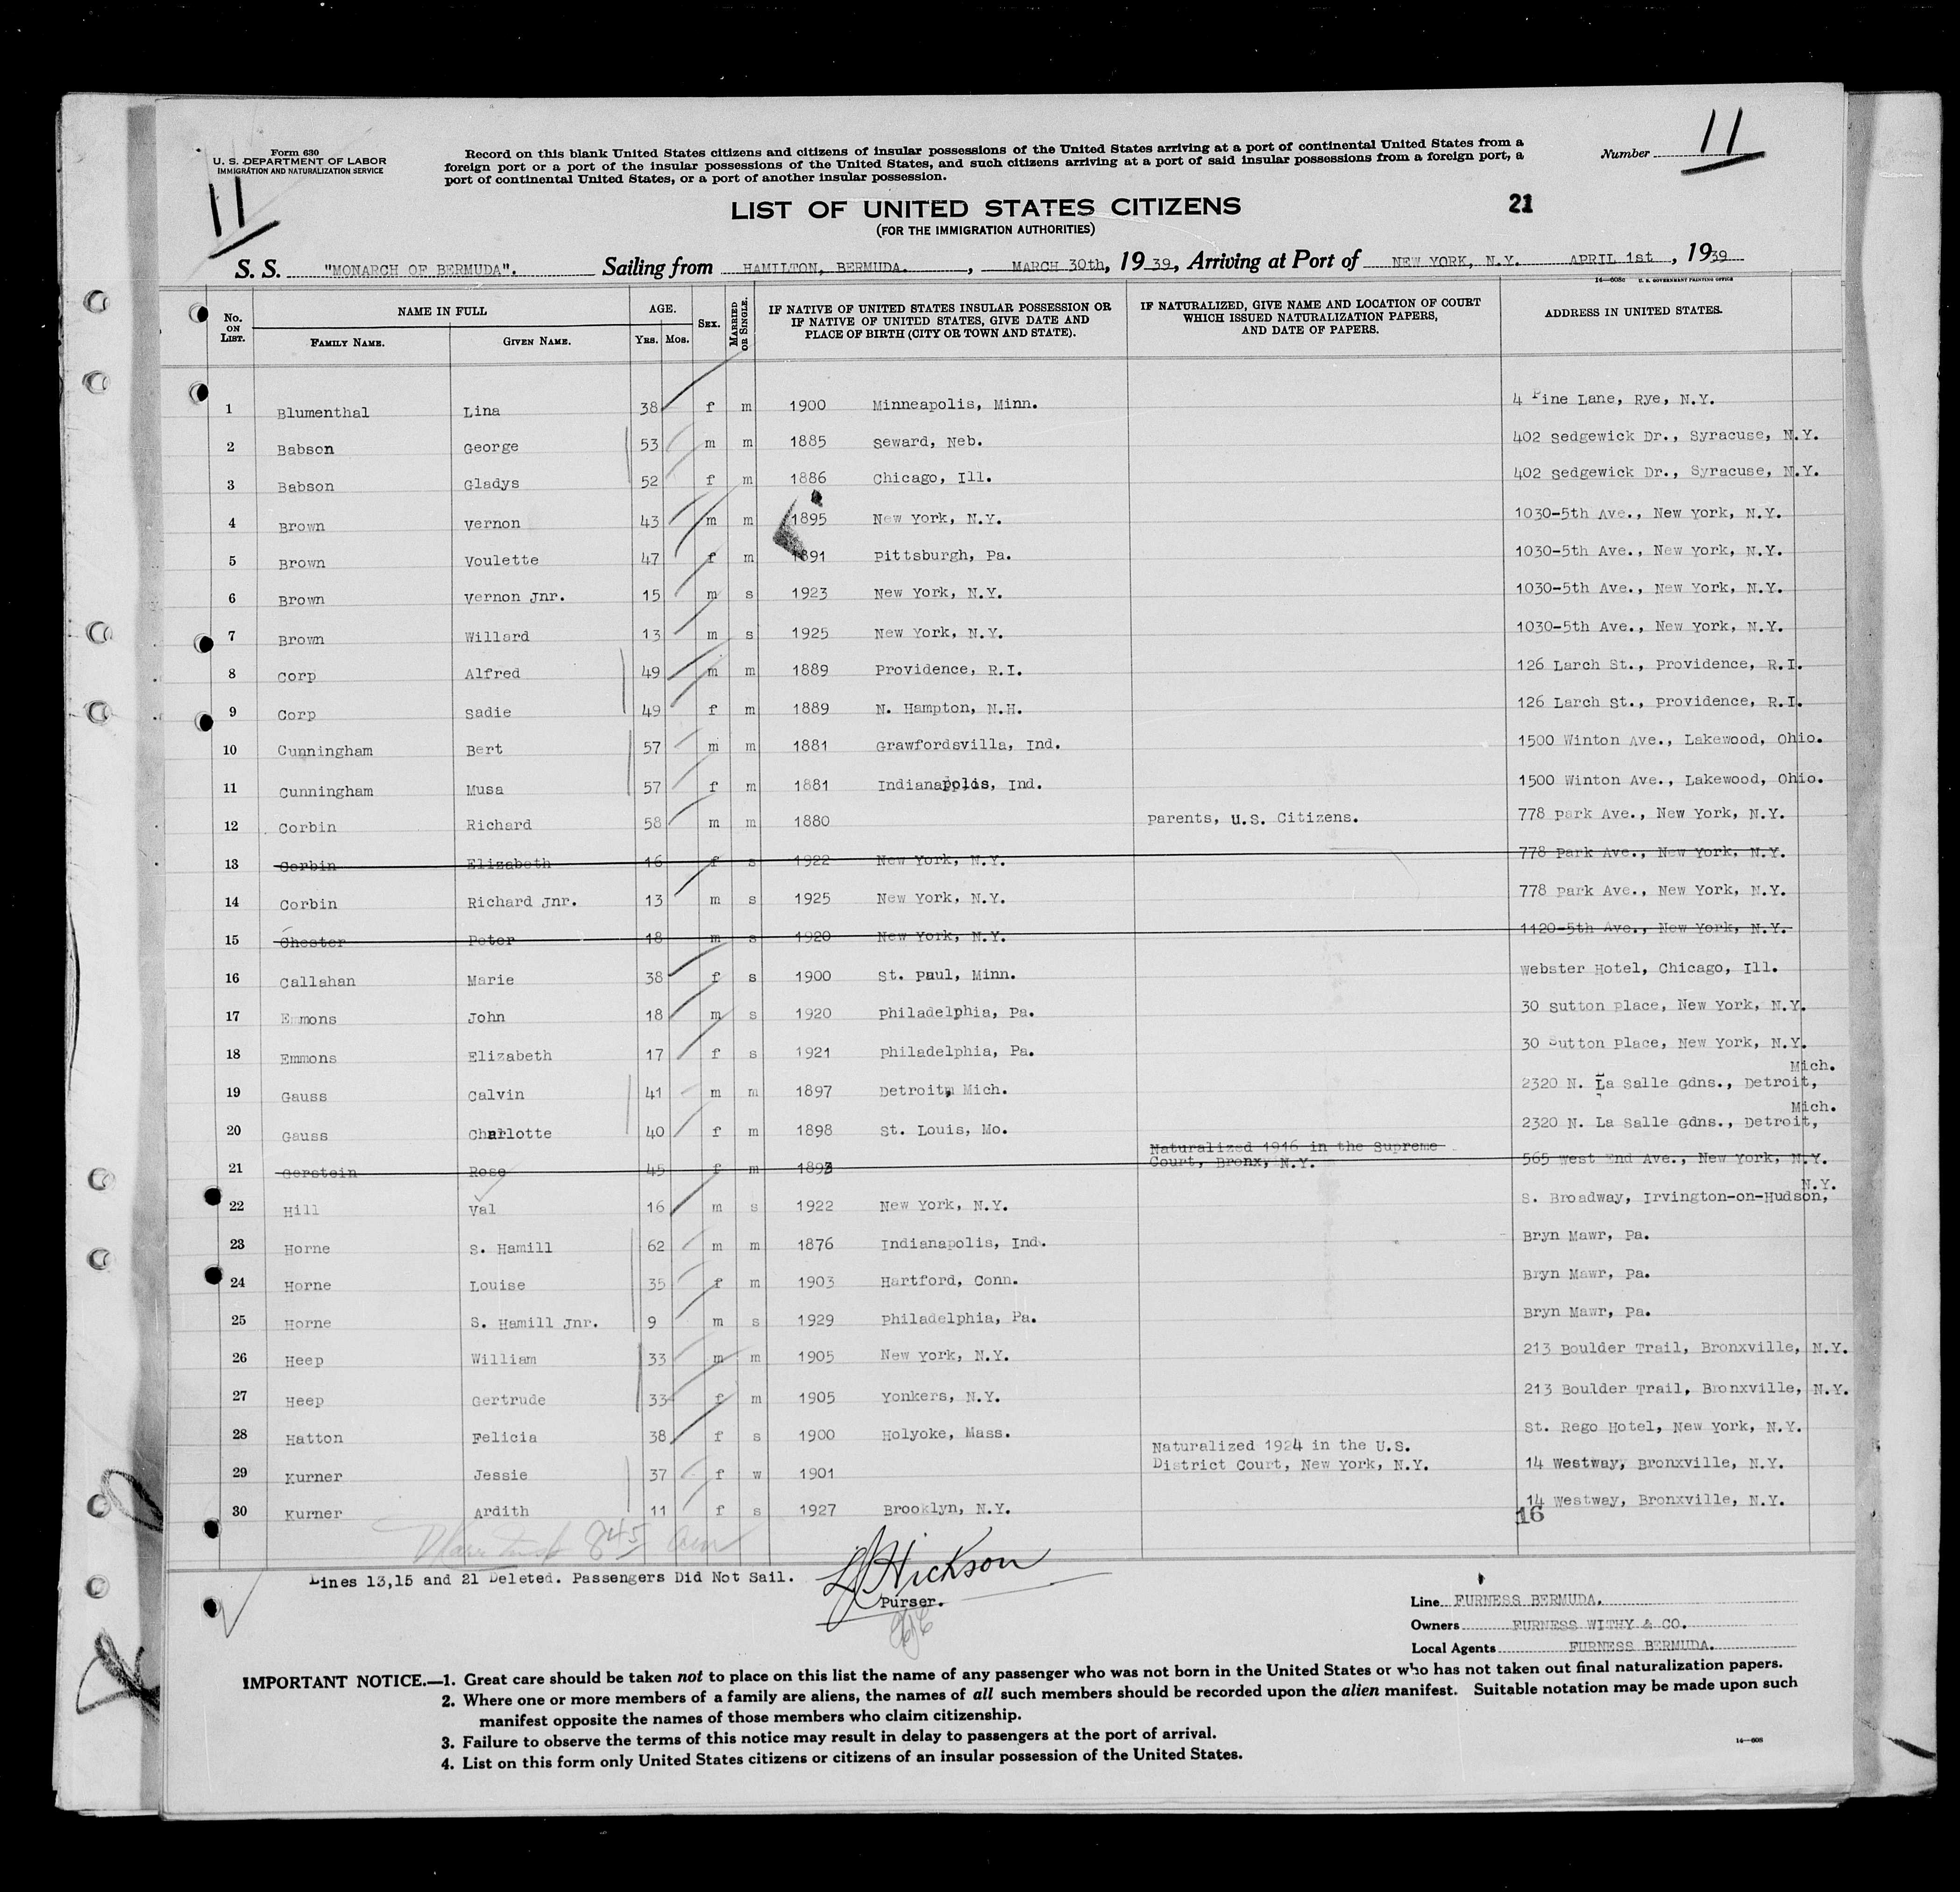 Form 630
U. S. DEPARTMENT OF LABOR
IMMIGRATION AND NATURALIZATION SERVICE
11
Record on this blank United States citizens and citizens of insular possessions of the United States arriving at a port of continental United States from a
foreign port or a port of the insular possessions of the United States, and such citizens arriving at a port of said insular possessions from a foreign port, a
port of continental United States, or a port of another insular possession.
Number 11
LIST OF UNITED STATES CITIZENS
(FOR THE IMMIGRATION AUTHORITIES)
21
S. S. "MONARCH OF BERMUDA". Sailing from HAMILTON, BERMUDA. , MARCH 30th, 1939, Arriving at Port of NEW YORK, N.Y. APRIL 1st , 1939
14—608c U. S. GOVERNMENT PRINTING OFFICE
No. ON LIST. NAME IN FULL FAMILY NAME. GIVEN NAME. AGE. YRS. MOS. SEX. MARRIED OR SINGLE. IF NATIVE OF UNITED STATES INSULAR POSSESSION OR IF NATIVE OF UNITED STATES, GIVE DATE AND PLACE OF BIRTH (CITY OR TOWN AND STATE). IF NATURALIZED, GIVE NAME AND LOCATION OF COURT WHICH ISSUED NATURALIZATION PAPERS, AND DATE OF PAPERS. ADDRESS IN UNITED STATES.
1 Blumenthal Lina 38 f m 1900 Minneapolis, Minn. 4 Pine Lane, Rye, N.Y.
2 Babson George 53 m m 1885 Seward, Neb. 402 Sedgewick Dr., Syracuse, N.Y.
3 Babson Gladys 52 f m 1886 Chicago, Ill. 402 Sedgewick Dr., Syracuse, N.Y.
4 Brown Vernon 43 m m 1895 New York, N.Y. 1030-5th Ave., New York, N.Y.
5 Brown Voulette 47 f m 1891 Pittsburgh, Pa. 1030-5th Ave., New York, N.Y.
6 Brown Vernon Jnr. 15 m s 1923 New York, N.Y. 1030-5th Ave., New York, N.Y.
7 Brown Willard 13 m s 1925 New York, N.Y. 1030-5th Ave., New York, N.Y.
8 Corp Alfred 49 m m 1889 Providence, R.I. 126 Larch St., Providence, R.I.
9 Corp Sadie 49 f m 1889 N. Hampton, N.H. 126 Larch St., Providence, R.I.
10 Cunningham Bert 57 m m 1881 Grawfordsvilla, Ind. 1500 Winton Ave., Lakewood, Ohio.
11 Cunningham Musa 57 f m 1881 Indianapolis, Ind. 1500 Winton Ave., Lakewood, Ohio.
12 Corbin Richard 58 m m 1880 Parents, U.S. Citizens. 778 Park Ave., New York, N.Y.
13 Corbin Elizabeth 16 f s 1922 New York, N.Y. 778 Park Ave., New York, N.Y.
14 Corbin Richard Jnr. 13 m s 1925 New York, N.Y. 778 Park Ave., New York, N.Y.
15 Chester Peter 18 m s 1920 New York, N.Y. 1120-5th Ave., New York, N.Y.
16 Callahan Marie 38 f s 1900 St. Paul, Minn. Webster Hotel, Chicago, Ill.
17 Emmons John 18 m s 1920 Philadelphia, Pa. 30 Sutton Place, New York, N.Y.
18 Emmons Elizabeth 17 f s 1921 Philadelphia, Pa. 30 Sutton Place, New York, N.Y.
19 Gauss Calvin 41 m m 1897 Detroit, Mich. 2320 N. La Salle Gdns., Detroit, Mich.
20 Gauss Charlotte 40 f m 1898 St. Louis, Mo. 2320 N. La Salle Gdns., Detroit, Mich.
21 Gerstein Rose 45 f m 1893 Naturalized 1916 in the Supreme Court, Bronx, N.Y. 565 West End Ave., New York, N.Y.
22 Hill Val 16 m s 1922 New York, N.Y. S. Broadway, Irvington-on-Hudson, N.Y.
23 Horne S. Hamill 62 m m 1876 Indianapolis, Ind. Bryn Mawr, Pa.
24 Horne Louise 35 f m 1903 Hartford, Conn. Bryn Mawr, Pa.
25 Horne S. Hamill Jnr. 9 m s 1929 Philadelphia, Pa. Bryn Mawr, Pa.
26 Heep William 33 m m 1905 New York, N.Y. 213 Boulder Trail, Bronxville, N.Y.
27 Heep Gertrude 33 f m 1905 Yonkers, N.Y. 213 Boulder Trail, Bronxville, N.Y.
28 Hatton Felicia 38 f s 1900 Holyoke, Mass. St. Rego Hotel, New York, N.Y.
29 Kurner Jessie 37 f w 1901 Naturalized 1924 in the U.S. District Court, New York, N.Y. 14 Westway, Bronxville, N.Y.
30 Kurner Ardith 11 f s 1927 Brooklyn, N.Y. 14 Westway, Bronxville, N.Y.
16
845
Lines 13,15 and 21 Deleted. Passengers Did Not Sail.
Hickson
Purser.
Line FURNESS BERMUDA.
Owners FURNESS WITHY & CO.
Local Agents FURNESS BERMUDA.
IMPORTANT NOTICE.—1. Great care should be taken not to place on this list the name of any passenger who was not born in the United States or who has not taken out final naturalization papers.
2. Where one or more members of a family are aliens, the names of all such members should be recorded upon the alien manifest. Suitable notation may be made upon such
manifest opposite the names of those members who claim citizenship.
3. Failure to observe the terms of this notice may result in delay to passengers at the port of arrival.
4. List on this form only United States citizens or citizens of an insular possession of the United States.
14—608